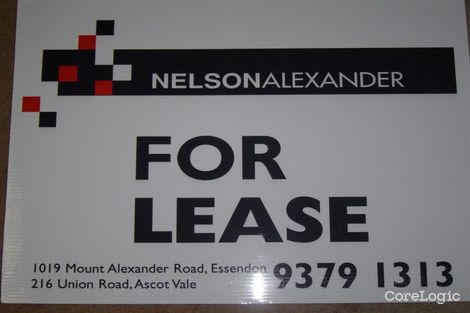 NELSONALEXANDER
FOR
LEASE
1019 Mount Alexander Road, Essendon
216 Union Road, Ascot Vale
9379 1313
CoreLogic